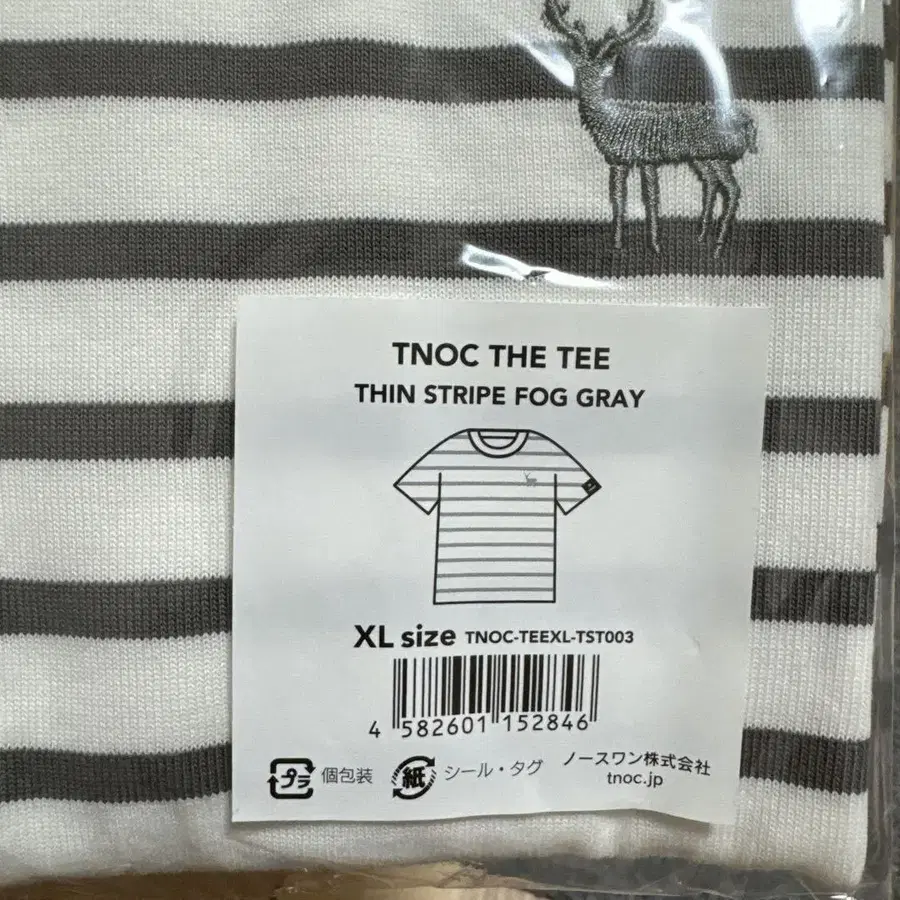 TNOC THE TEE
THIN STRIPE FOG GRAY
XL size TNOC-TEEXL-TST003
4 582601 152846
プラ 個包装
紙 シール・タグ
ノースワン株式会社
tnoc.jp